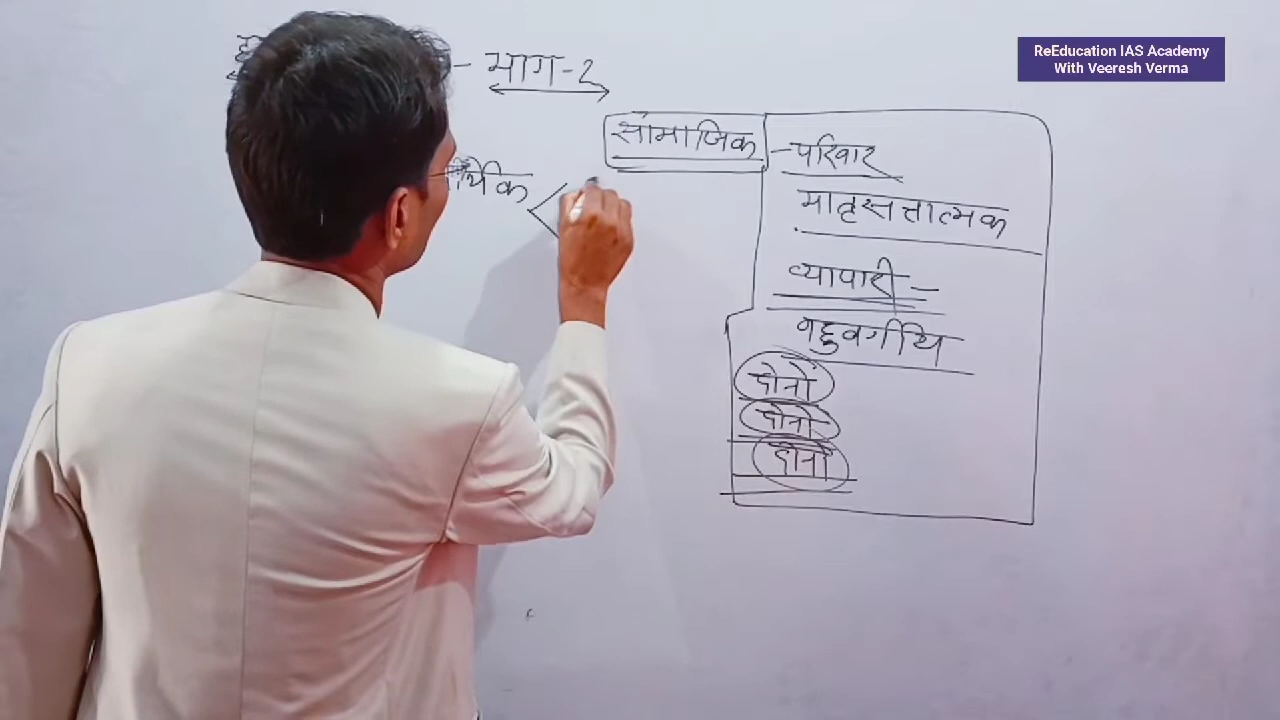 ReEducation IAS Academy
With Veeresh Verma
– भाग-2
सामाजिक
- परिवार
मातृसत्तात्मक
व्यापारी –
बहुवर्गीय
दोनों
दोनो
दोनों